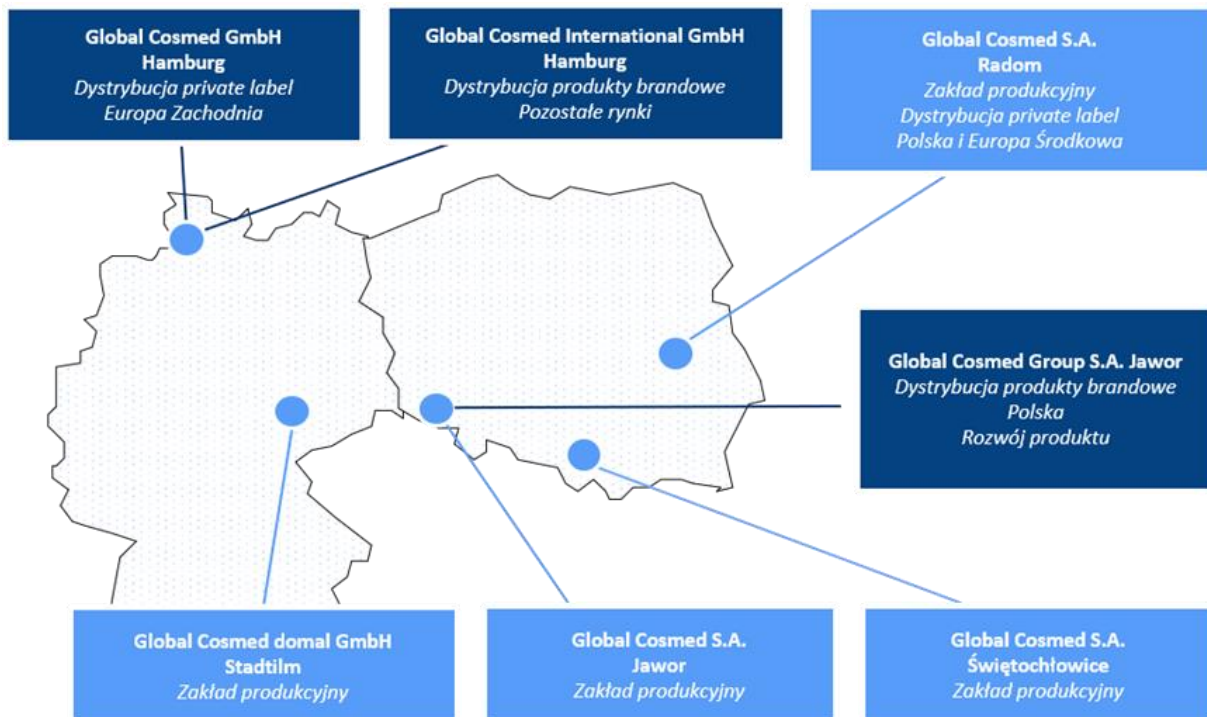 Global Cosmed GmbH
Hamburg
Dystrybucja private label
Europa Zachodnia
Global Cosmed International GmbH
Hamburg
Dystrybucja produkty brandowe
Pozostałe rynki
Global Cosmed S.A.
Radom
Zakład produkcyjny
Dystrybucja private label
Polska i Europa Środkowa
Global Cosmed Group S.A. Jawor
Dystrybucja produkty brandowe
Polska
Rozwój produktu
Global Cosmed domal GmbH
Stadtilm
Zakład produkcyjny
Global Cosmed S.A.
Jawor
Zakład produkcyjny
Global Cosmed S.A.
Świętochłowice
Zakład produkcyjny